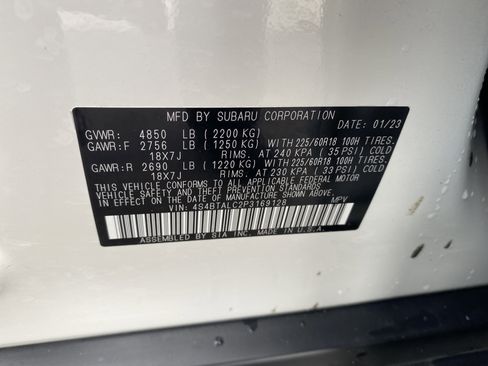 MFD BY SUBARU CORPORATION
DATE: 01/23
GVWR: 4850 LB (2200 KG)
GAWR:F 2756 LB (1250 KG) WITH 225/60R18 100H TIRES.
18X7J RIMS. AT 240 KPA (35 PSI) COLD
GAWR:R 2690 LB (1220 KG) WITH 225/60R18 100H TIRES.
18X7J RIMS. AT 230 KPA (33 PSI) COLD
THIS VEHICLE CONFORMS TO ALL APPLICABLE FEDERAL MOTOR
VEHICLE SAFETY AND THEFT PREVENTION STANDARDS
IN EFFECT ON THE DATE OF MANUFACTURE SHOWN ABOVE.
VIN: 4S4BTALC2P3169128 MPV
ASSEMBLED BY SIA INC. MADE IN U.S.A.